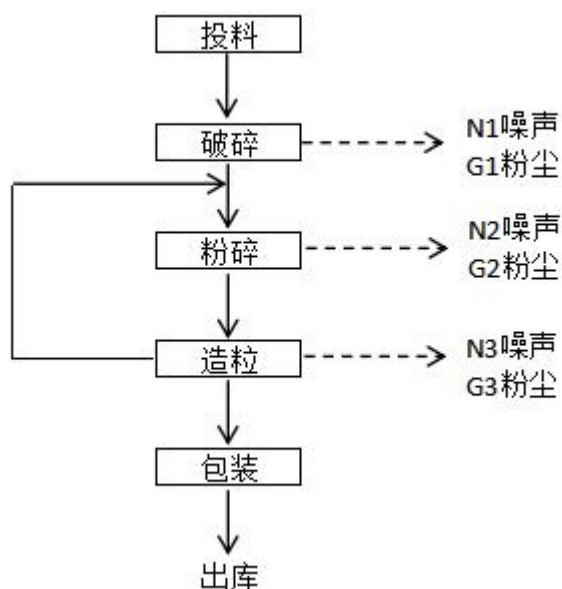 投料
破碎
N1噪声
G1粉尘
粉碎
N2噪声
G2粉尘
造粒
N3噪声
G3粉尘
包装
出库